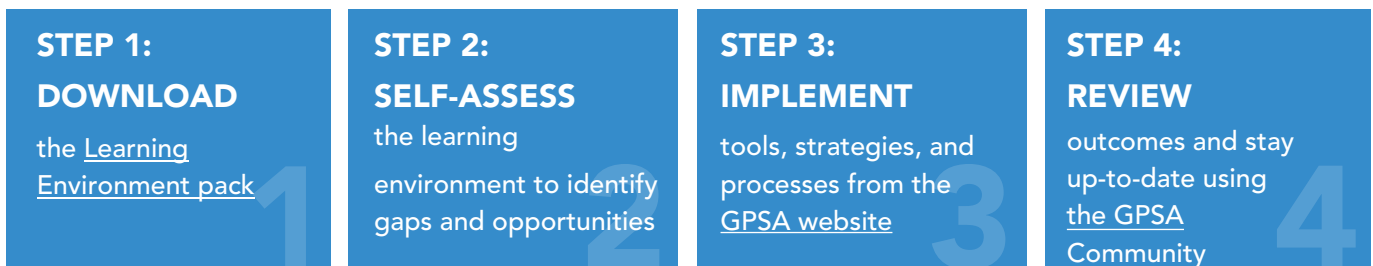 STEP 1:
DOWNLOAD
the Learning
Environment pack
1
STEP 2:
SELF-ASSESS
the learning
environment to identify
gaps and opportunities
2
STEP 3:
IMPLEMENT
tools, strategies, and
processes from the
GPSA website
3
STEP 4:
REVIEW
outcomes and stay
up-to-date using
the GPSA
Community
4